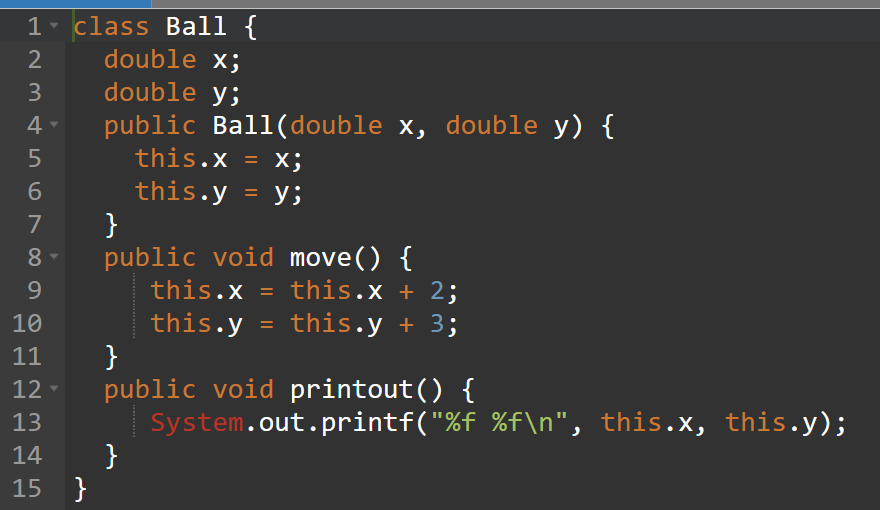 1 class Ball {
2   double x;
3   double y;
4   public Ball(double x, double y) {
5     this.x = x;
6     this.y = y;
7   }
8   public void move() {
9      this.x = this.x + 2;
10      this.y = this.y + 3;
11   }
12   public void printout() {
13      System.out.printf("%f %f\n", this.x, this.y);
14   }
15 }